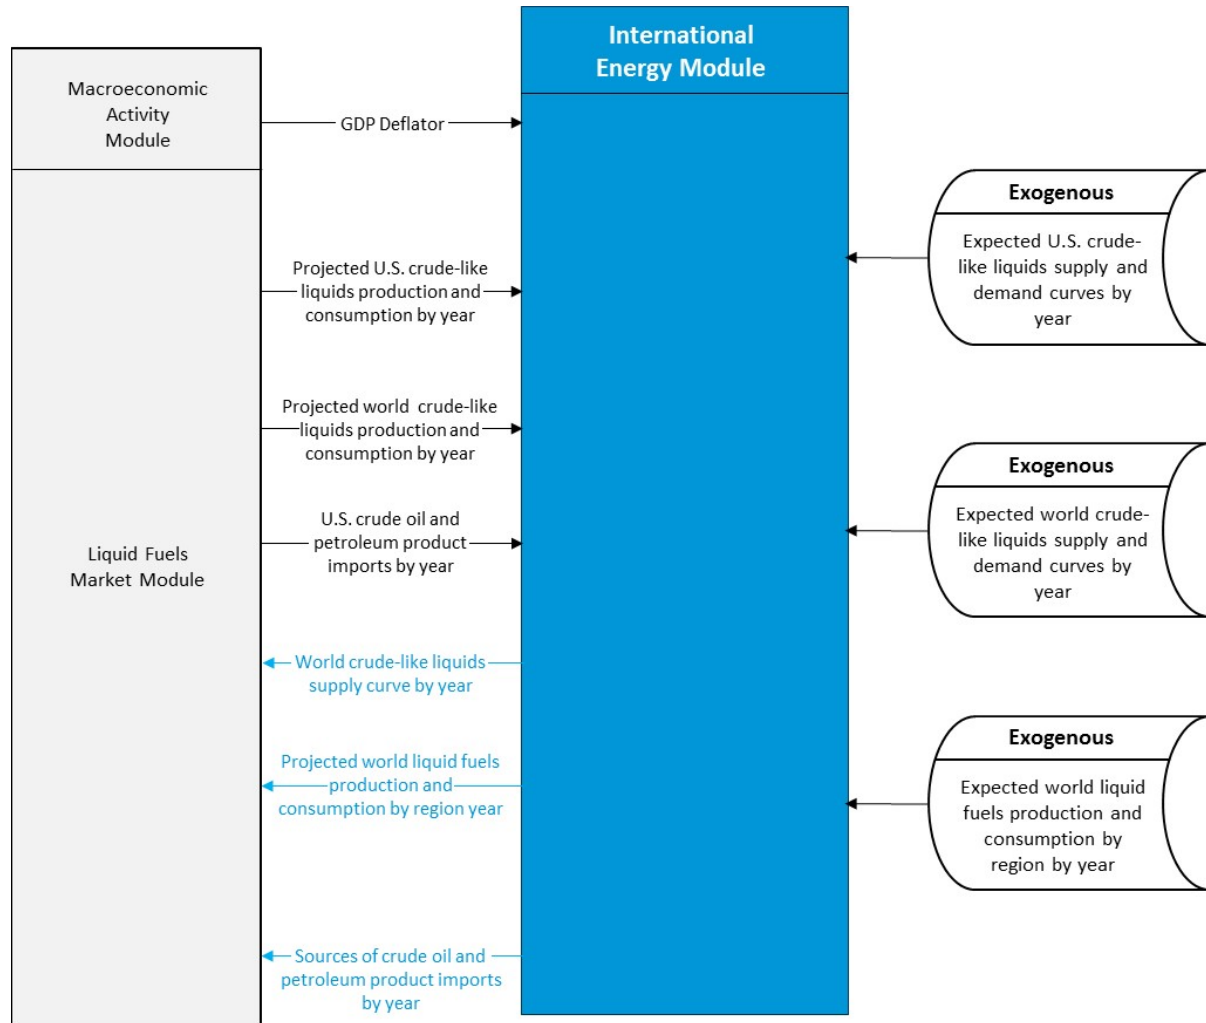 International
Energy Module
Macroeconomic
Activity
Module
GDP Deflator
Exogenous
Expected U.S. crude-
like liquids supply and
demand curves by
year
Projected U.S. crude-like
liquids production and
consumption by year
Projected world crude-like
liquids production and
consumption by year
Exogenous
Expected world crude-
like liquids supply and
demand curves by
year
U.S. crude oil and
petroleum product
imports by year
Liquid Fuels
Market Module
World crude-like liquids
supply curve by year
Projected world liquid fuels
production and
consumption by region year
Exogenous
Expected world liquid
fuels production and
consumption by
region by year
Sources of crude oil and
petroleum product imports
by year